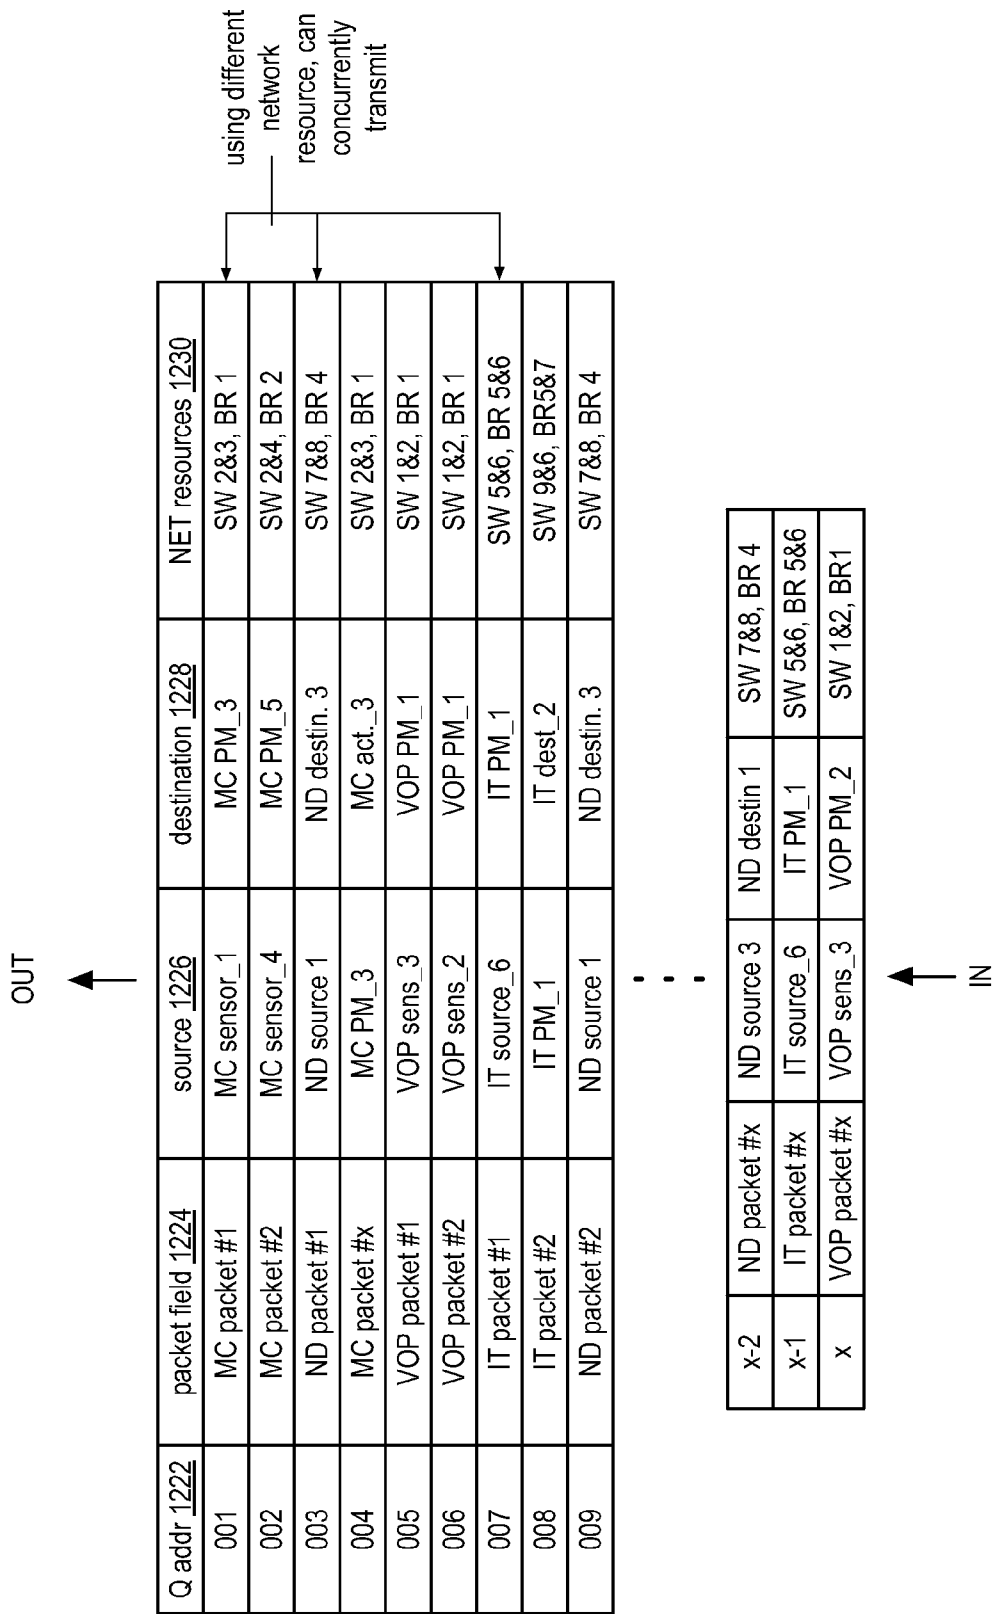 OUT
Q addr 1222 packet field 1224 source 1226 destination 1228 NET resources 1230
001 MC packet #1 MC sensor_1 MC PM_3 SW 2&3, BR 1
002 MC packet #2 MC sensor_4 MC PM_5 SW 2&4, BR 2
003 ND packet #1 ND source 1 ND destin. 3 SW 7&8, BR 4
004 MC packet #x MC PM_3 MC act._3 SW 2&3, BR 1
005 VOP packet #1 VOP sens_3 VOP PM_1 SW 1&2, BR 1
006 VOP packet #2 VOP sens_2 VOP PM_1 SW 1&2, BR 1
007 IT packet #1 IT source_6 IT PM_1 SW 5&6, BR 5&6
008 IT packet #2 IT PM_1 IT dest_2 SW 9&6, BR5&7
009 ND packet #2 ND source 1 ND destin. 3 SW 7&8, BR 4
using different
network
resource, can
concurrently
transmit
x-2 ND packet #x ND source 3 ND destin 1 SW 7&8, BR 4
x-1 IT packet #x IT source_6 IT PM_1 SW 5&6, BR 5&6
x VOP packet #x VOP sens_3 VOP PM_2 SW 1&2, BR1
IN